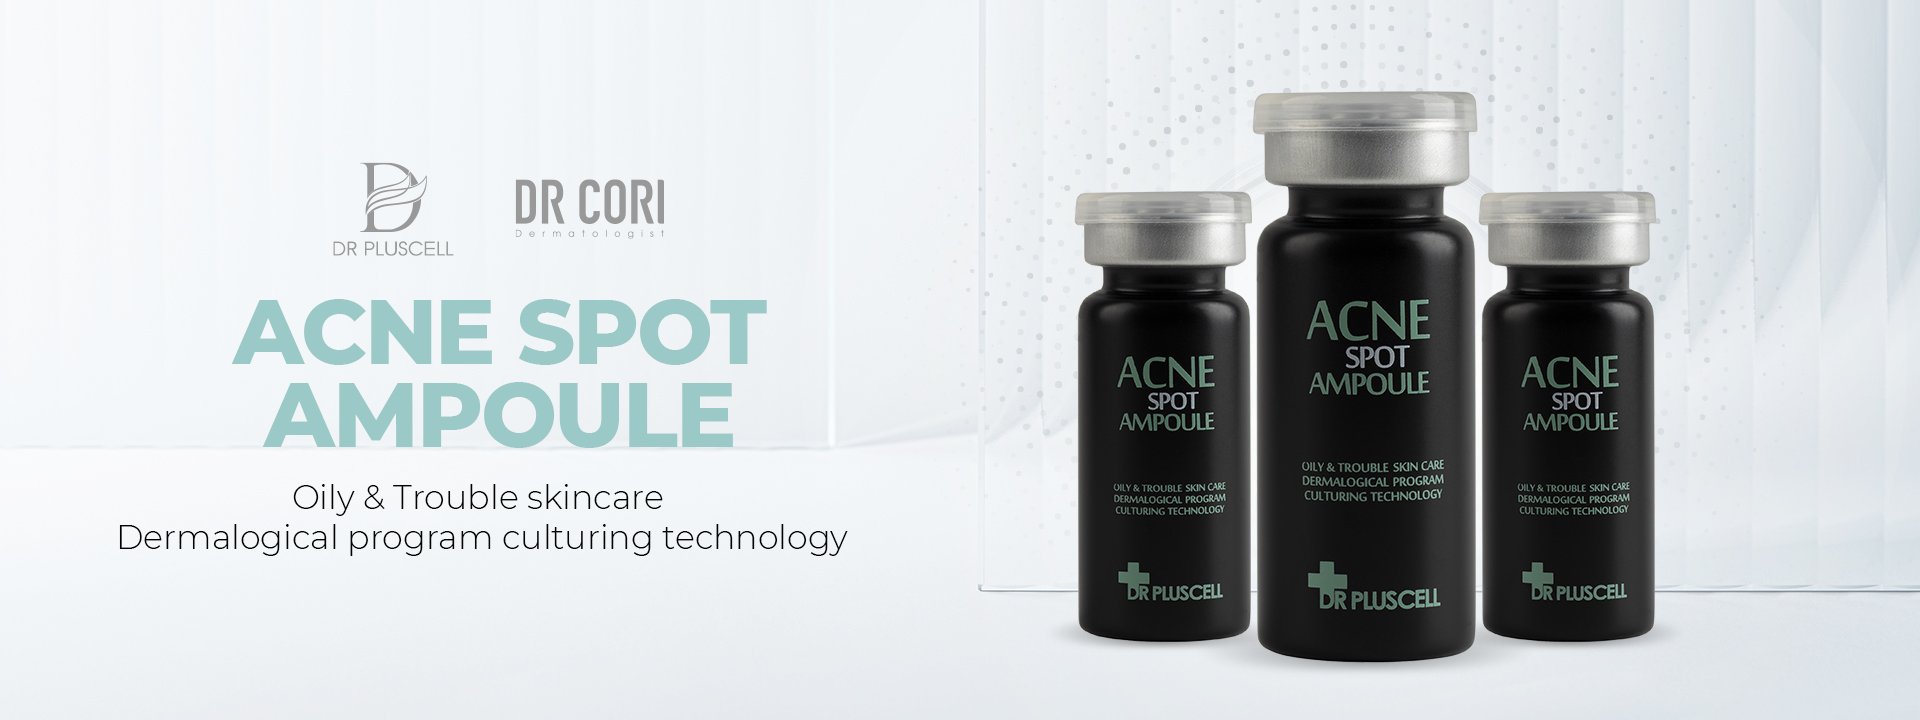 DR PLUSCELL
DR CORI
Dermatologist
ACNE SPOT
AMPOULE
Oily & Trouble skincare
Dermalogical program culturing technology
ACNE
SPOT
AMPOULE
OILY & TROUBLE SKIN CARE
DERMALOGICAL PROGRAM
CULTURING TECHNOLOGY
DR PLUSCELL
ACNE
SPOT
AMPOULE
OILY & TROUBLE SKIN CARE
DERMALOGICAL PROGRAM
CULTURING TECHNOLOGY
DR PLUSCELL
ACNE
SPOT
AMPOULE
OILY & TROUBLE SKIN CARE
DERMALOGICAL PROGRAM
CULTURING TECHNOLOGY
DR PLUSCELL